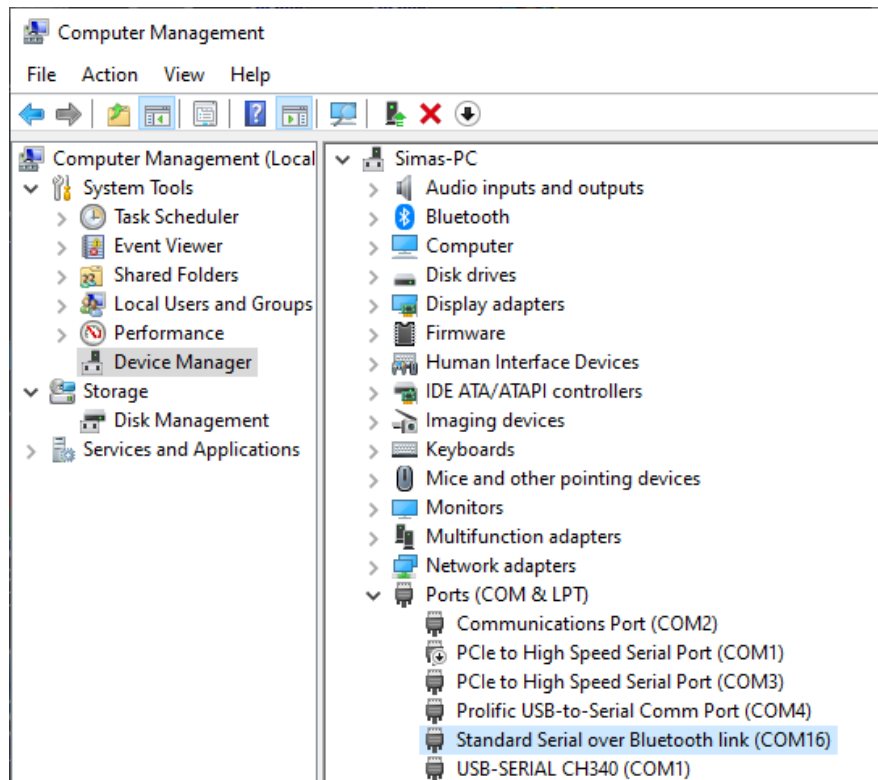 Computer Management
File Action View Help
Computer Management (Local
System Tools
Task Scheduler
Event Viewer
Shared Folders
Local Users and Groups
Performance
Device Manager
Storage
Disk Management
Services and Applications
Simas-PC
Audio inputs and outputs
Bluetooth
Computer
Disk drives
Display adapters
Firmware
Human Interface Devices
IDE ATA/ATAPI controllers
Imaging devices
Keyboards
Mice and other pointing devices
Monitors
Multifunction adapters
Network adapters
Ports (COM & LPT)
Communications Port (COM2)
PCIe to High Speed Serial Port (COM1)
PCIe to High Speed Serial Port (COM3)
Prolific USB-to-Serial Comm Port (COM4)
Standard Serial over Bluetooth link (COM16)
USB-SERIAL CH340 (COM1)